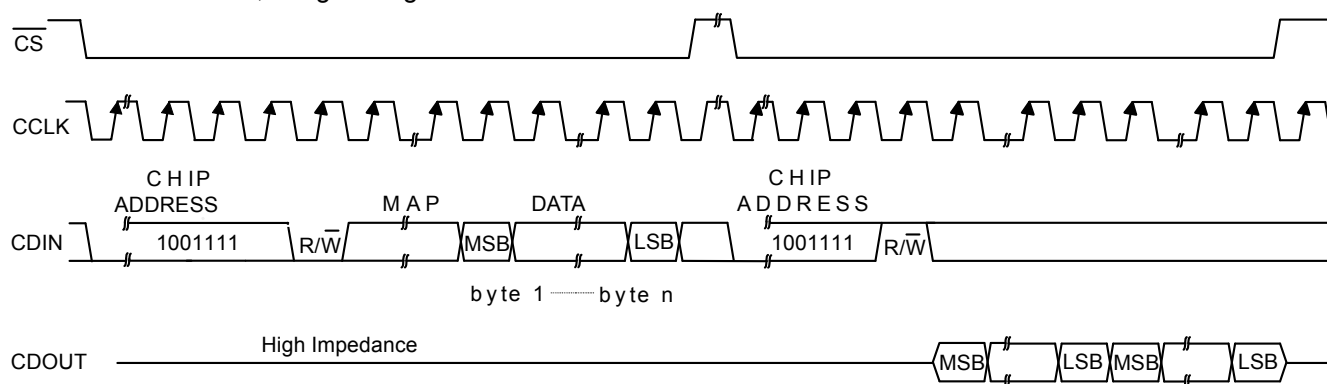 CS
CCLK
CHIP ADDRESS
MAP
DATA
CHIP ADDRESS
CDIN
1001111
R/W
MSB
LSB
1001111
R/W
byte 1
byte n
CDOUT
High Impedance
MSB
LSB
MSB
LSB